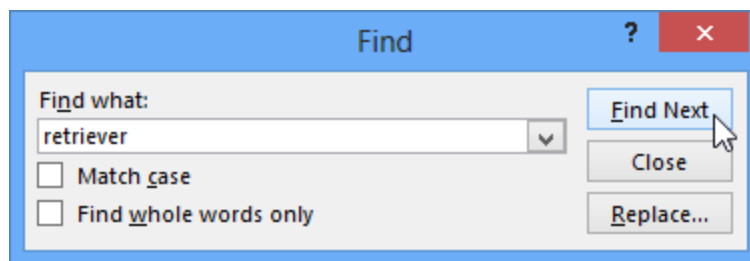 Find
?
Find what:
retriever
Match case
Find whole words only
Find Next
Close
Replace...